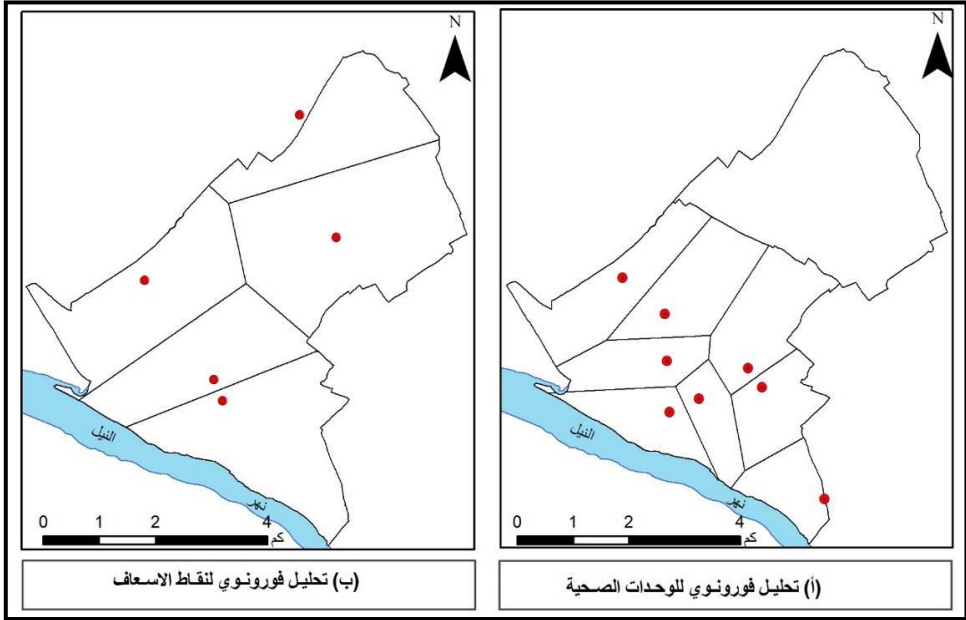 N
النيل
نهر
0 1 2 4
كم
(أ) تحليل فورونوي للوحدات الصحية
N
النيل
نهر
0 1 2 4
كم
(ب) تحليل فورونوي لنقاط الاسعاف